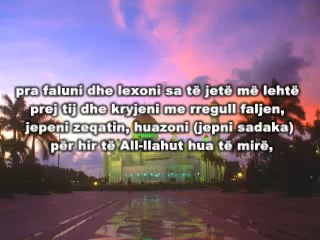 pra faluni dhe lexoni sa të jetë më lehtë
prej tij dhe kryjeni me rregull faljen,
jepeni zeqatin, huazoni (jepni sadaka)
për hir të All-llahut hua të mirë,